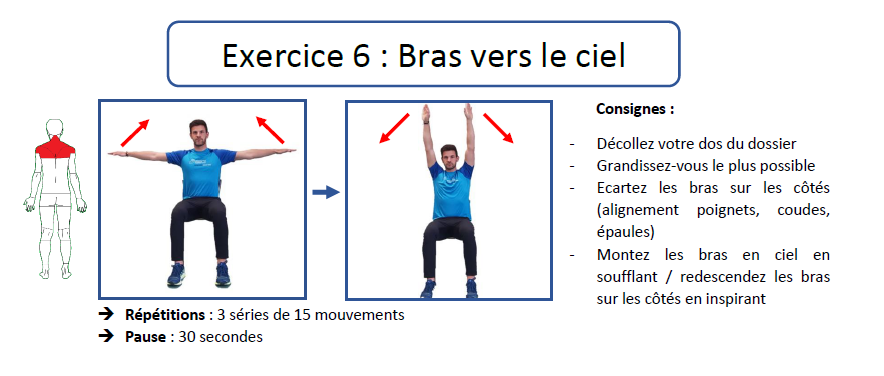 Exercice 6 : Bras vers le ciel
Consignes :
- Décollez votre dos du dossier
- Grandissez-vous le plus possible
- Ecartez les bras sur les côtés
(alignement poignets, coudes,
épaules)
- Montez les bras en ciel en
soufflant / redescendez les bras
sur les côtés en inspirant
➔ Répétitions : 3 séries de 15 mouvements
➔ Pause : 30 secondes